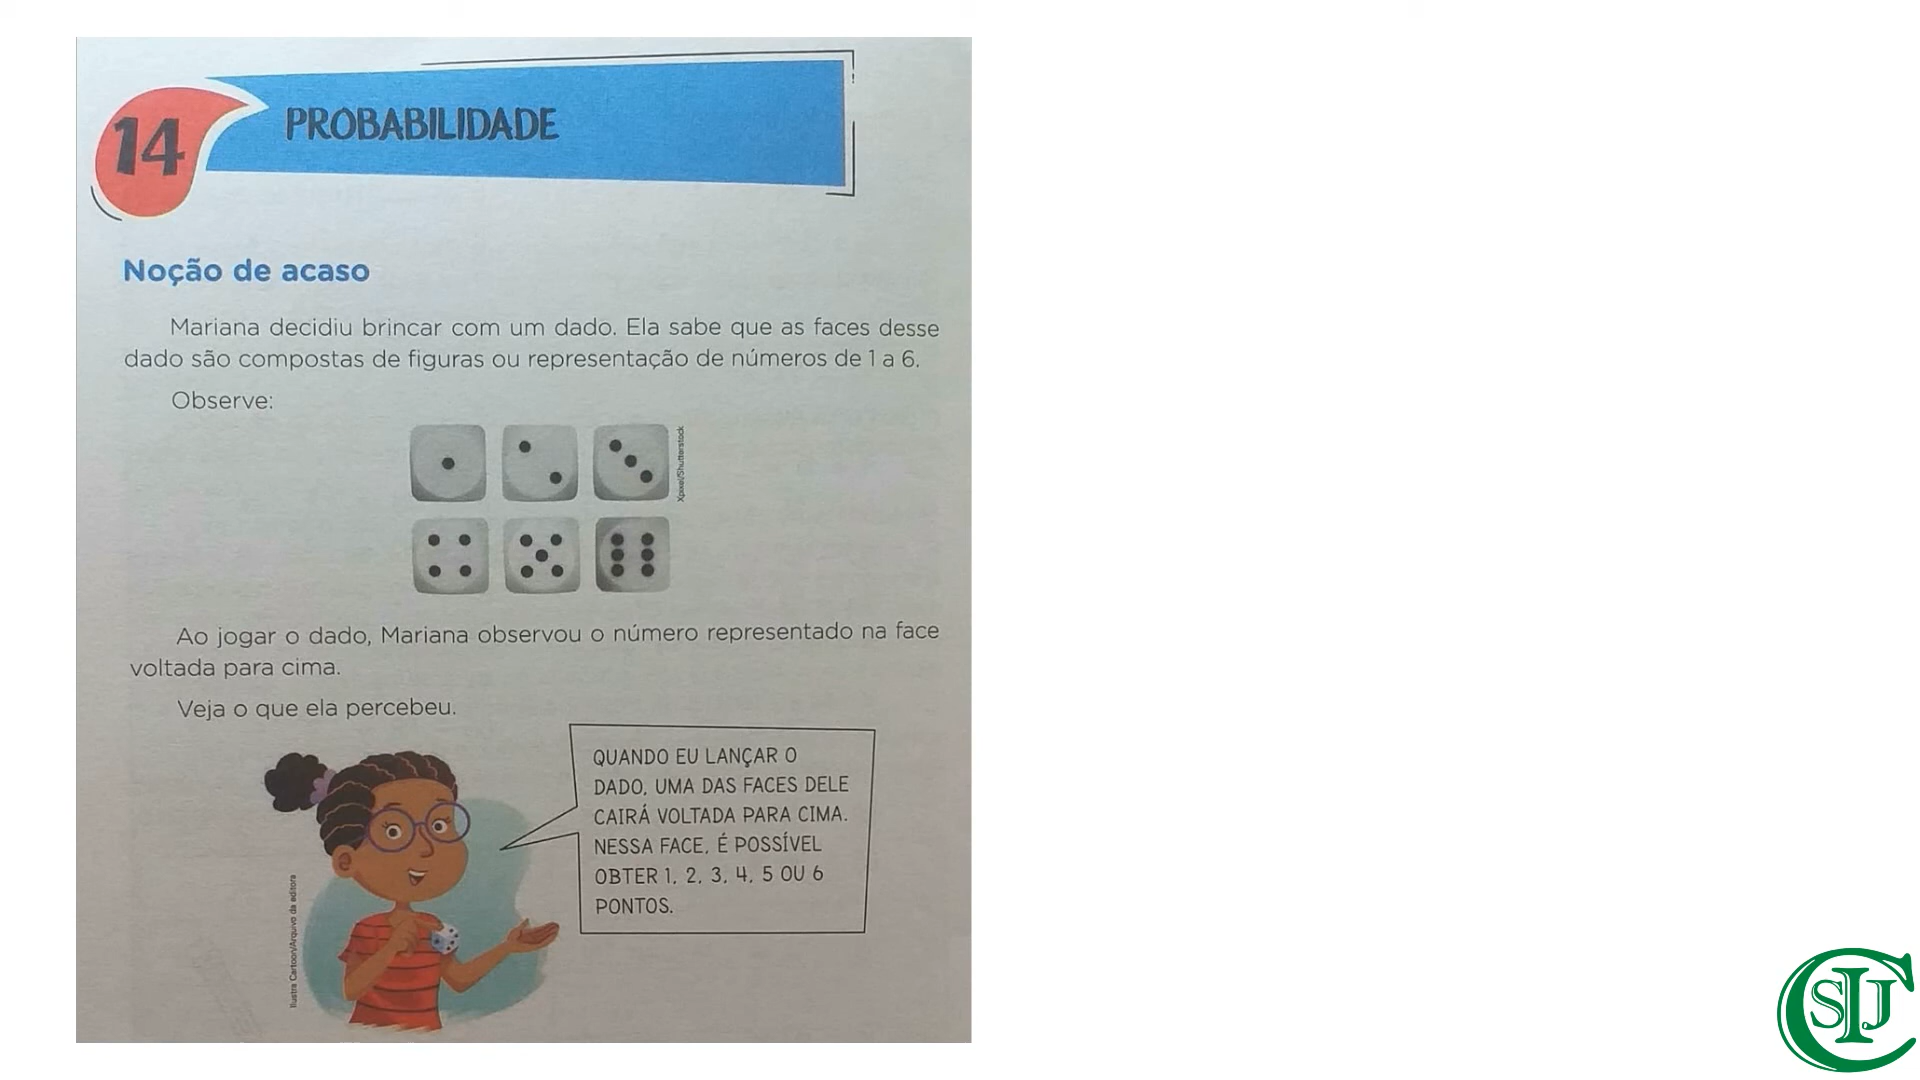 14
PROBABILIDADE
Noção de acaso
Mariana decidiu brincar com um dado. Ela sabe que as faces desse
dado são compostas de figuras ou representação de números de 1 a 6.
Observe:
Xpixel/Shutterstock
Ao jogar o dado, Mariana observou o número representado na face
voltada para cima.
Veja o que ela percebeu.
QUANDO EU LANÇAR O
DADO, UMA DAS FACES DELE
CAIRÁ VOLTADA PARA CIMA.
NESSA FACE, É POSSÍVEL
OBTER 1, 2, 3, 4, 5 OU 6
PONTOS.
Ilustra Cartoon/Arquivo da editora
CSIJ